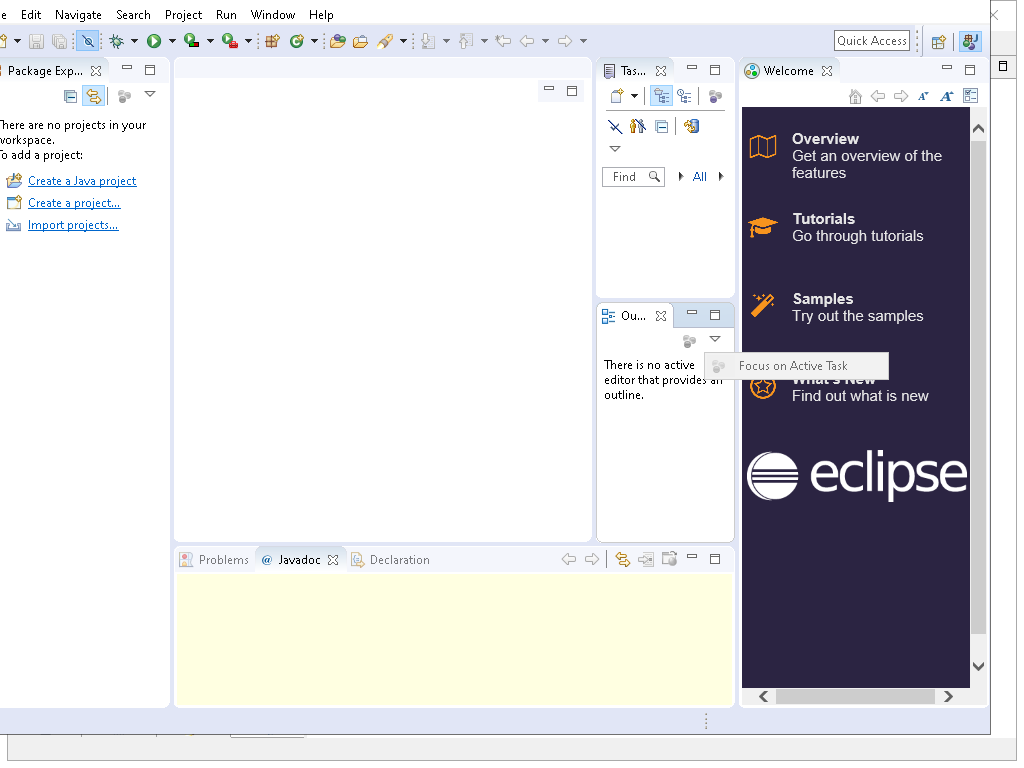 e Edit Navigate Search Project Run Window Help
Quick Access
Package Exp...
There are no projects in your
workspace.
To add a project:
Create a Java project
Create a project...
Import projects...
Tas...
Find
All
Ou...
There is no active
editor that provides an
outline.
Focus on Active Task
Welcome
Overview
Get an overview of the
features
Tutorials
Go through tutorials
Samples
Try out the samples
What's New
Find out what is new
eclipse
Problems @ Javadoc Declaration